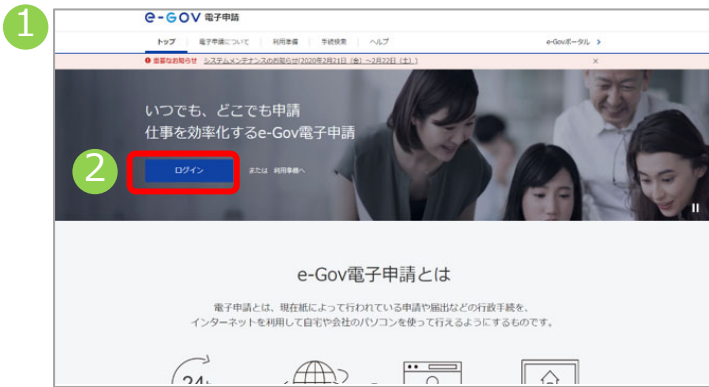 1
e-GOV 電子申請
トップ 電子申請について 利用準備 手続検索 ヘルプ e-Govポータル >
重要なお知らせ システムメンテナンスのお知らせ(2020年2月21日（金）～2月22日（土）) ×
いつでも、どこでも申請
仕事を効率化するe-Gov電子申請
2 ログイン または 利用準備へ
e-Gov電子申請とは
電子申請とは、現在紙によって行われている申請や届出などの行政手続を、
インターネットを利用して自宅や会社のパソコンを使って行えるようにするものです。
24